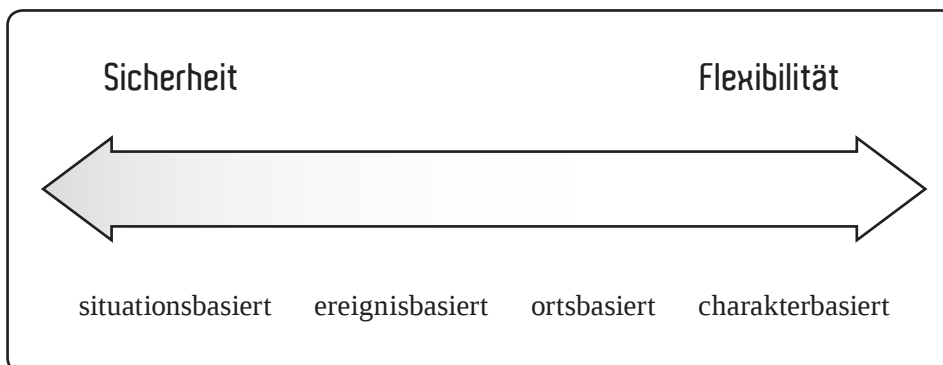 Sicherheit Flexibilität
situationsbasiert ereignisbasiert ortsbasiert charakterbasiert